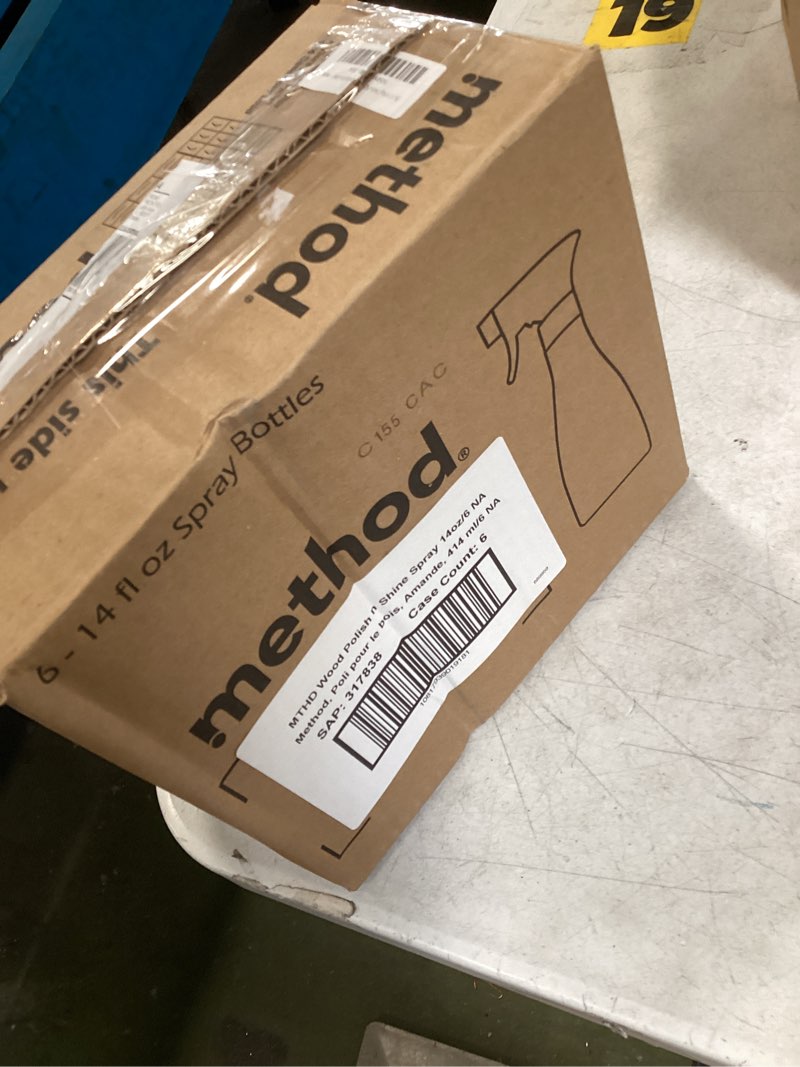 19
method®
This side
6 - 14 fl oz Spray Bottles
C 155 CAC
method®
MTHD Wood Polish Shine Spray 14oz/6 NA
Method. Poli pour le bois, Amande, 414 ml/6 NA
SAP: 317838 Case Count: 6